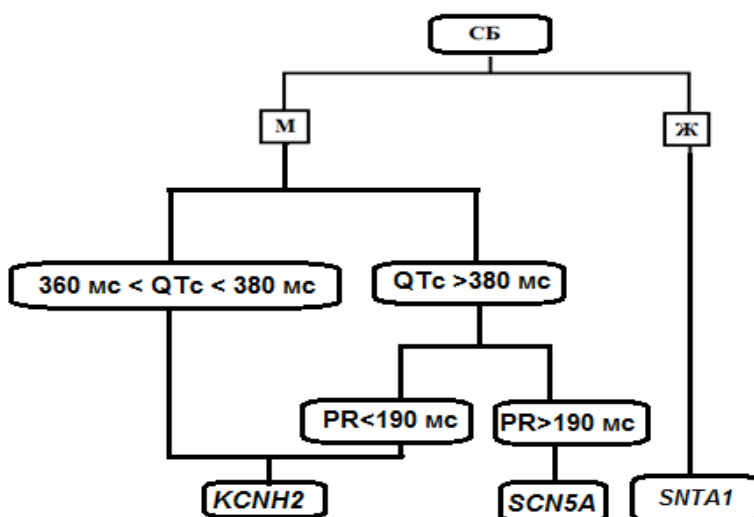 СБ
М
Ж
360 мс < QTc < 380 мс
QTc >380 мс
PR<190 мс
PR>190 мс
KCNH2
SCN5A
SNTA1